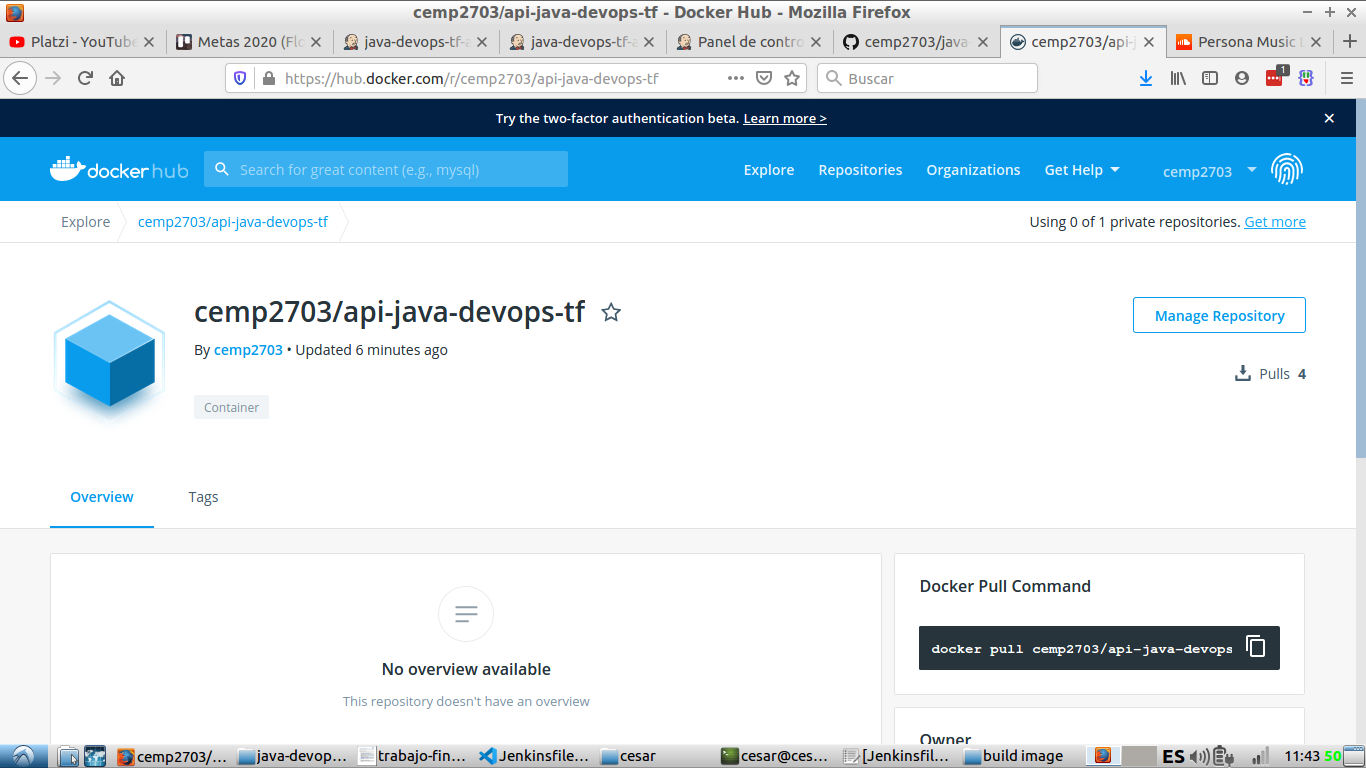 cemp2703/api-java-devops-tf - Docker Hub - Mozilla Firefox
Platzi - YouTube
Metas 2020 (Flo
java-devops-tf-a
java-devops-tf-a
Panel de contro
cemp2703/java-
cemp2703/api-j
Persona Music L
https://hub.docker.com/r/cemp2703/api-java-devops-tf
Buscar
1
Try the two-factor authentication beta. Learn more >
docker hub
Search for great content (e.g., mysql)
Explore
Repositories
Organizations
Get Help
cemp2703
Explore
cemp2703/api-java-devops-tf
Using 0 of 1 private repositories. Get more
cemp2703/api-java-devops-tf
Manage Repository
By cemp2703 • Updated 6 minutes ago
Pulls 4
Container
Overview
Tags
Docker Pull Command
docker pull cemp2703/api-java-devops
No overview available
This repository doesn't have an overview
Owner
cemp2703/...
java-devop...
trabajo-fin...
Jenkinsfile...
cesar
cesar@ces...
[Jenkinsfil...
build image
ES
11:43
50